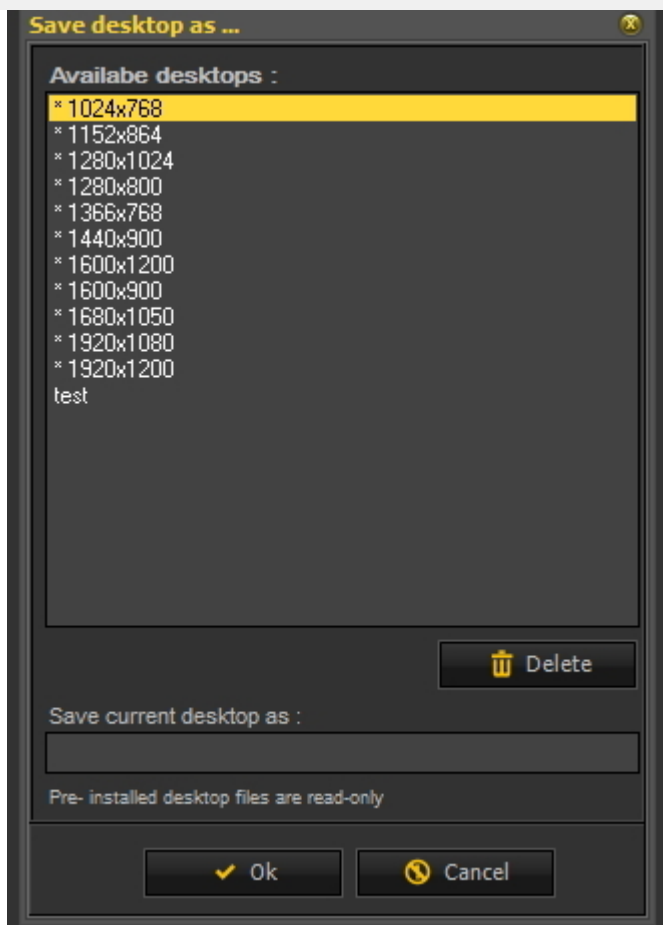 Save desktop as ...
Availabe desktops :
* 1024x768
* 1152x864
* 1280x1024
* 1280x800
* 1366x768
* 1440x900
* 1600x1200
* 1600x900
* 1680x1050
* 1920x1080
* 1920x1200
test
Delete
Save current desktop as :
Pre- installed desktop files are read-only
Ok
Cancel